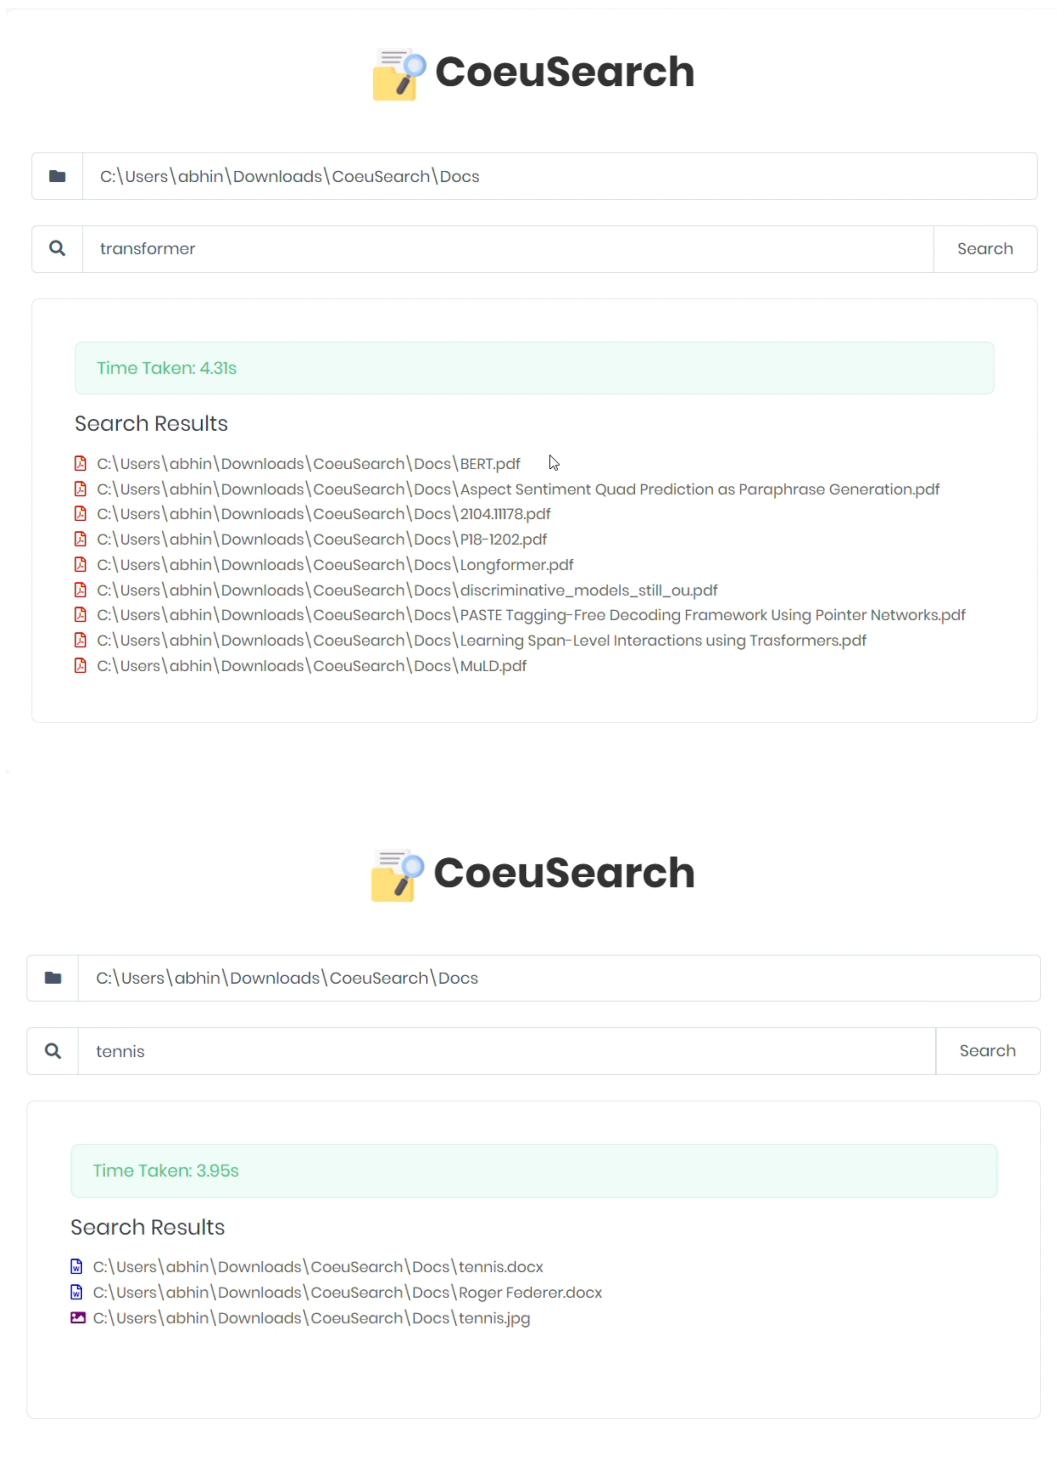 CoeuSearch
C:\Users\abhin\Downloads\CoeuSearch\Docs
transformer
Search
Time Taken: 4.31s
Search Results
C:\Users\abhin\Downloads\CoeuSearch\Docs\BERT.pdf
C:\Users\abhin\Downloads\CoeuSearch\Docs\Aspect Sentiment Quad Prediction as Paraphrase Generation.pdf
C:\Users\abhin\Downloads\CoeuSearch\Docs\2104.11178.pdf
C:\Users\abhin\Downloads\CoeuSearch\Docs\P18-1202.pdf
C:\Users\abhin\Downloads\CoeuSearch\Docs\Longformer.pdf
C:\Users\abhin\Downloads\CoeuSearch\Docs\discriminative_models_still_ou.pdf
C:\Users\abhin\Downloads\CoeuSearch\Docs\PASTE Tagging-Free Decoding Framework Using Pointer Networks.pdf
C:\Users\abhin\Downloads\CoeuSearch\Docs\Learning Span-Level Interactions using Trasformers.pdf
C:\Users\abhin\Downloads\CoeuSearch\Docs\MuLD.pdf
CoeuSearch
C:\Users\abhin\Downloads\CoeuSearch\Docs
tennis
Search
Time Taken: 3.95s
Search Results
C:\Users\abhin\Downloads\CoeuSearch\Docs\tennis.docx
C:\Users\abhin\Downloads\CoeuSearch\Docs\Roger Federer.docx
C:\Users\abhin\Downloads\CoeuSearch\Docs\tennis.jpg